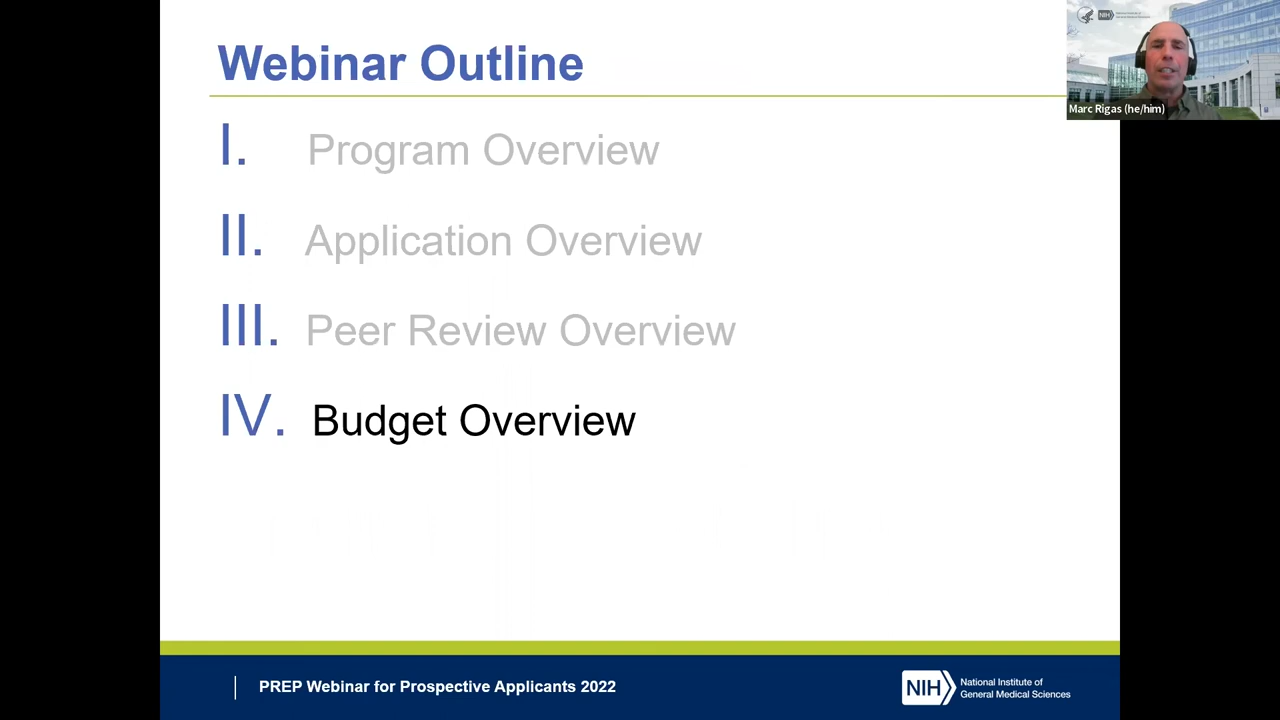 Webinar Outline
I. Program Overview
II. Application Overview
III. Peer Review Overview
IV. Budget Overview
NIH
Marc Rigas (he/him)
PREP Webinar for Prospective Applicants 2022
NIH
National Institute of
General Medical Sciences